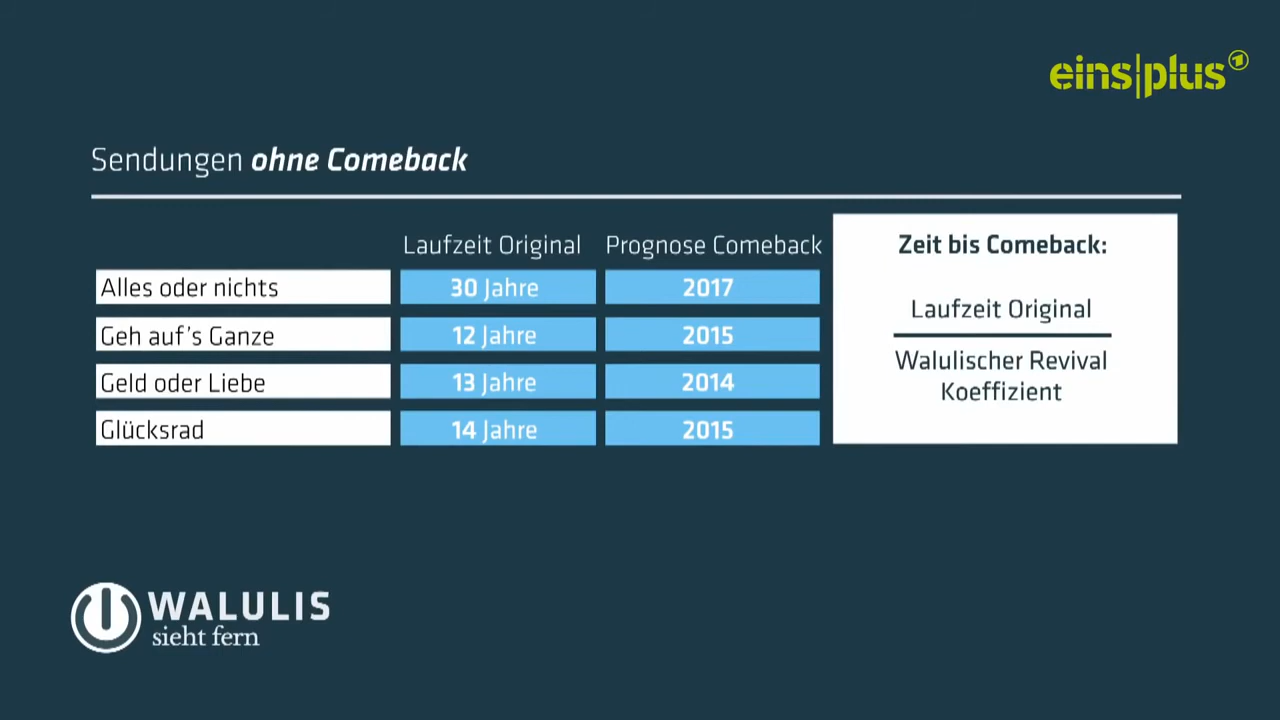 eins|plus
Sendungen ohne Comeback
Laufzeit Original Prognose Comeback
Alles oder nichts 30 Jahre 2017
Geh auf's Ganze 12 Jahre 2015
Geld oder Liebe 13 Jahre 2014
Glücksrad 14 Jahre 2015
Zeit bis Comeback:
Laufzeit Original
Walulischer Revival
Koeffizient
WALULIS
sieht fern